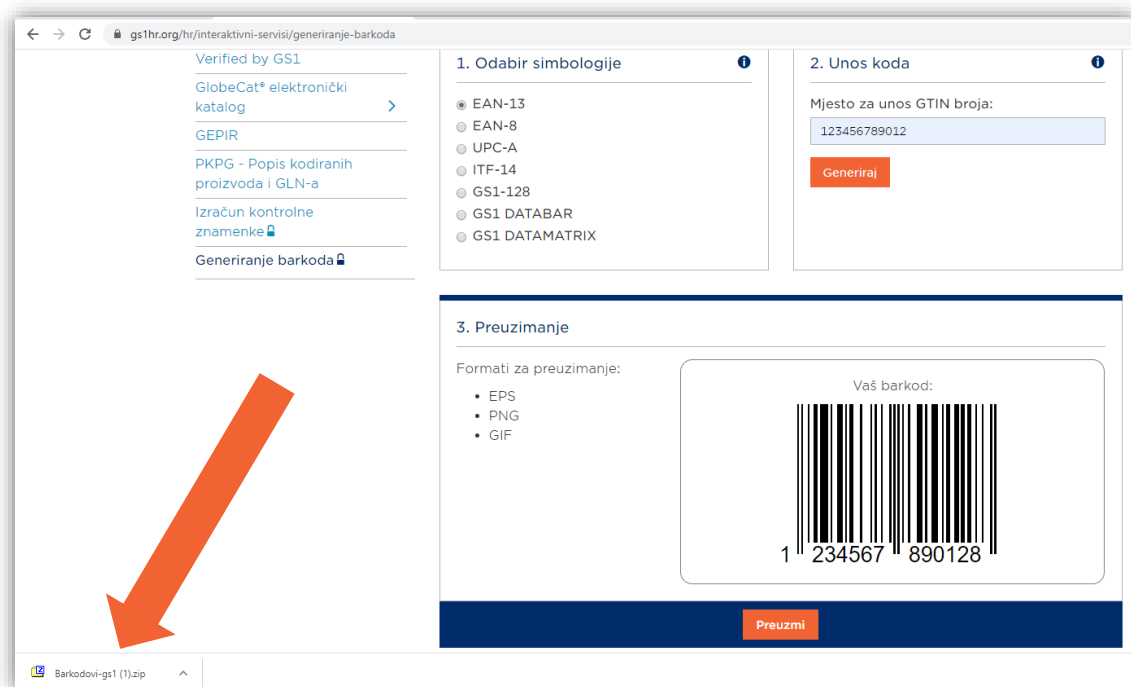 gs1hr.org/hr/interaktivni-servisi/generiranje-barkoda
Verified by GS1
GlobeCat® elektronički
katalog
GEPIR
PKPG - Popis kodiranih
proizvoda i GLN-a
Izračun kontrolne
znamenke
Generiranje barkoda
1. Odabir simbologije
EAN-13
EAN-8
UPC-A
ITF-14
GS1-128
GS1 DATABAR
GS1 DATAMATRIX
2. Unos koda
Mjesto za unos GTIN broja:
123456789012
Generiraj
3. Preuzimanje
Formati za preuzimanje:
• EPS
• PNG
• GIF
Vaš barkod:
1 234567 890128
Preuzmi
Barkodovi-gs1 (1).zip